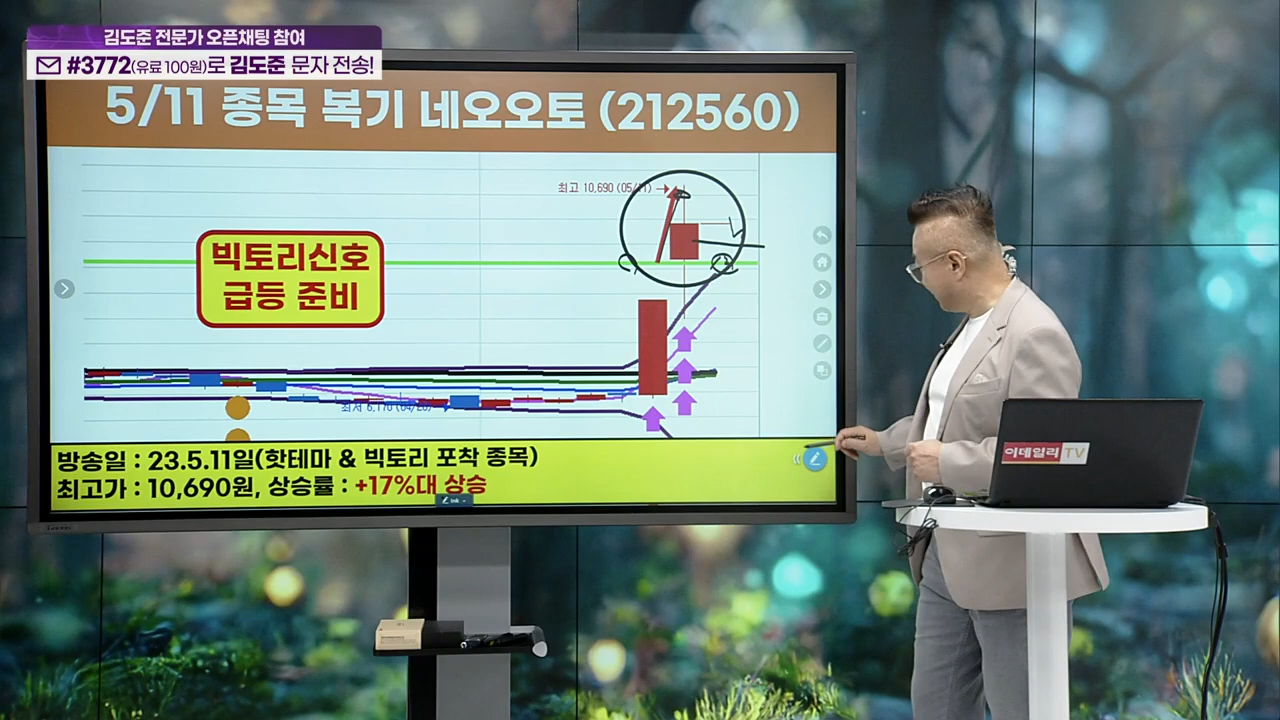 김도준 전문가 오픈채팅 참여
#3772(유료 100원)로 김도준 문자 전송!
5/11 종목 복기 네오오토 (212560)
최고 10,690 (05/11)
빅토리신호
급등 준비
최저 6,170 (04/26)
방송일 : 23.5.11일(핫테마 & 빅토리 포착 종목)
최고가 : 10,690원, 상승률 : +17%대 상승
Ink
이데일리 TV